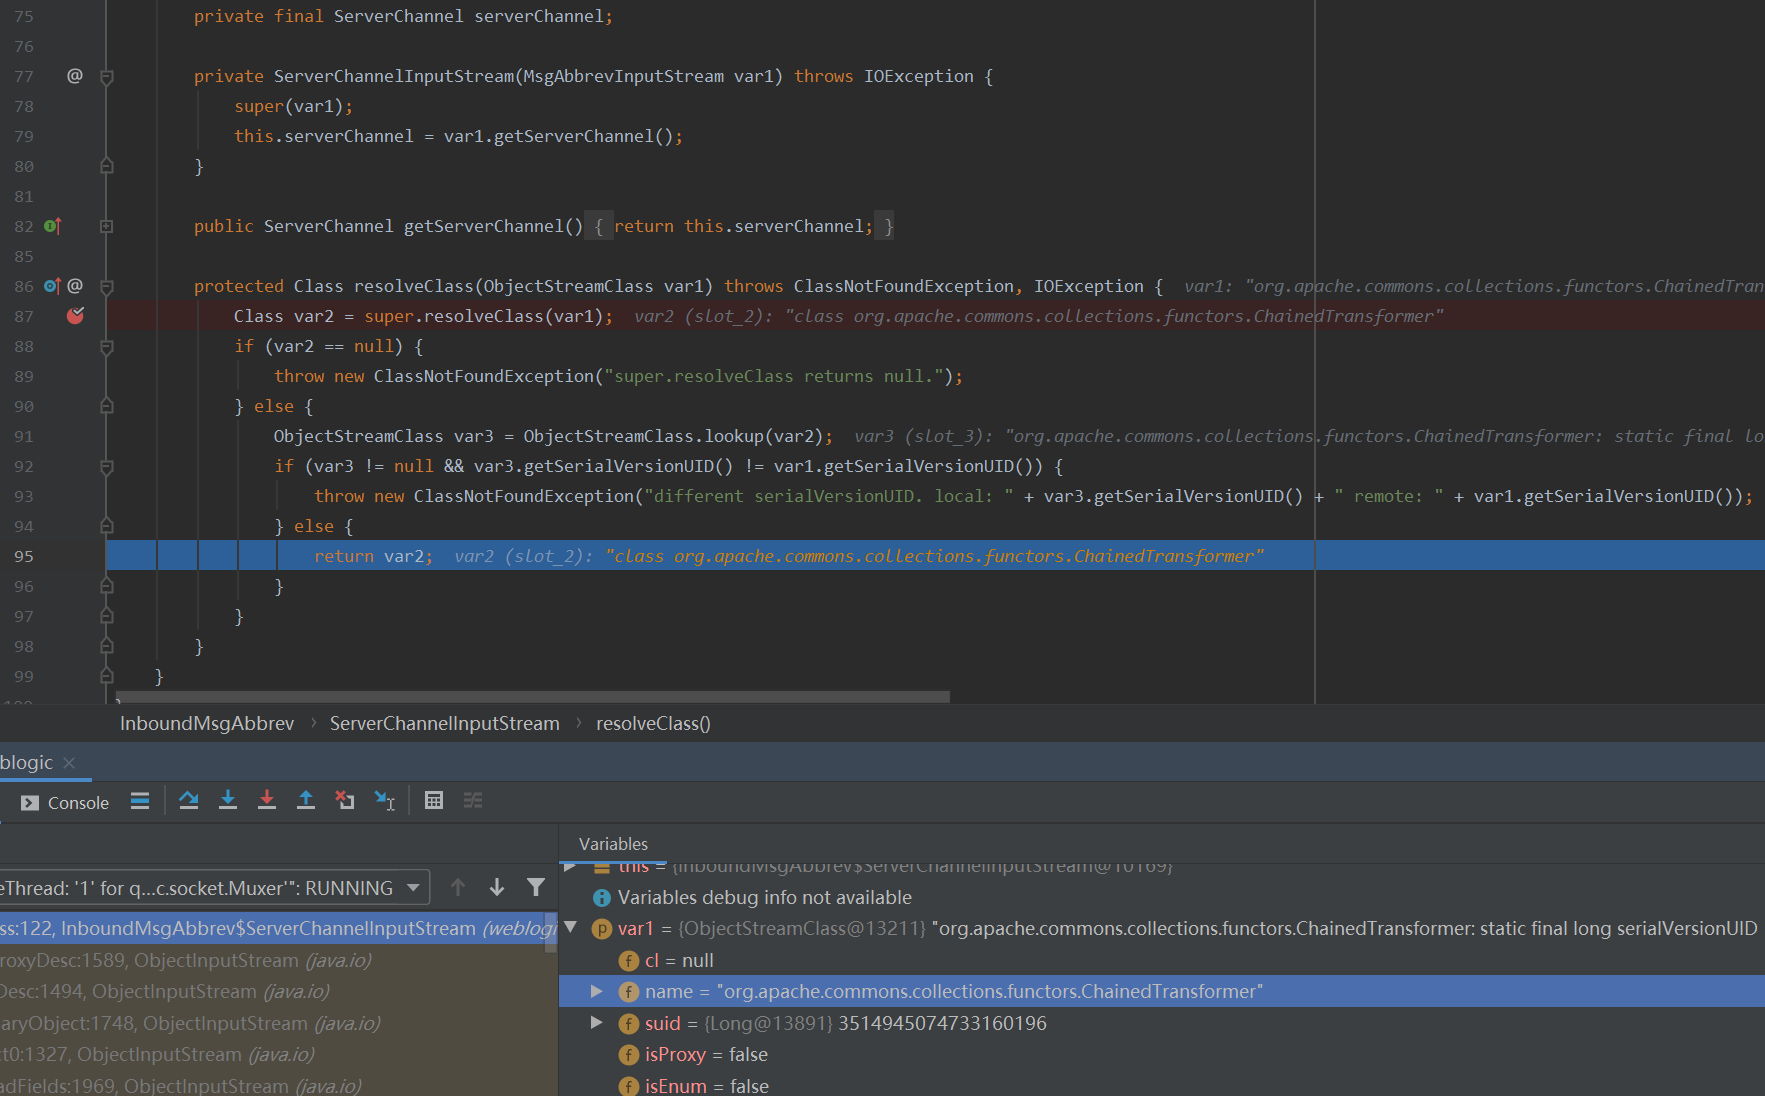 75 private final ServerChannel serverChannel;
76
77 @ private ServerChannelInputStream(MsgAbbrevInputStream var1) throws IOException {
78 super(var1);
79 this.serverChannel = var1.getServerChannel();
80 }
81
82 public ServerChannel getServerChannel() { return this.serverChannel; }
85
86 @ protected Class resolveClass(ObjectStreamClass var1) throws ClassNotFoundException, IOException { var1: "org.apache.commons.collections.functors.ChainedTran
87 Class var2 = super.resolveClass(var1); var2 (slot_2): "class org.apache.commons.collections.functors.ChainedTransformer"
88 if (var2 == null) {
89 throw new ClassNotFoundException("super.resolveClass returns null.");
90 } else {
91 ObjectStreamClass var3 = ObjectStreamClass.lookup(var2); var3 (slot_3): "org.apache.commons.collections.functors.ChainedTransformer: static final lo
92 if (var3 != null && var3.getSerialVersionUID() != var1.getSerialVersionUID()) {
93 throw new ClassNotFoundException("different serialVersionUID. local: " + var3.getSerialVersionUID() + " remote: " + var1.getSerialVersionUID());
94 } else {
95 return var2; var2 (slot_2): "class org.apache.commons.collections.functors.ChainedTransformer"
96 }
97 }
98 }
99 }
InboundMsgAbbrev › ServerChannelInputStream › resolveClass()
blogic ×
Console
Variables
this = {InboundMsgAbbrev$ServerChannelInputStream@10169}
eThread: '1' for q...c.socket.Muxer'": RUNNING
Variables debug info not available
ss:122, InboundMsgAbbrev$ServerChannelInputStream (weblogi
var1 = {ObjectStreamClass@13211} "org.apache.commons.collections.functors.ChainedTransformer: static final long serialVersionUID
roxyDesc:1589, ObjectInputStream (java.io)
cl = null
Desc:1494, ObjectInputStream (java.io)
name = "org.apache.commons.collections.functors.ChainedTransformer"
aryObject:1748, ObjectInputStream (java.io)
suid = {Long@13891} 3514945074733160196
ct0:1327, ObjectInputStream (java.io)
isProxy = false
adFields:1969, ObjectInputStream (java.io)
isEnum = false